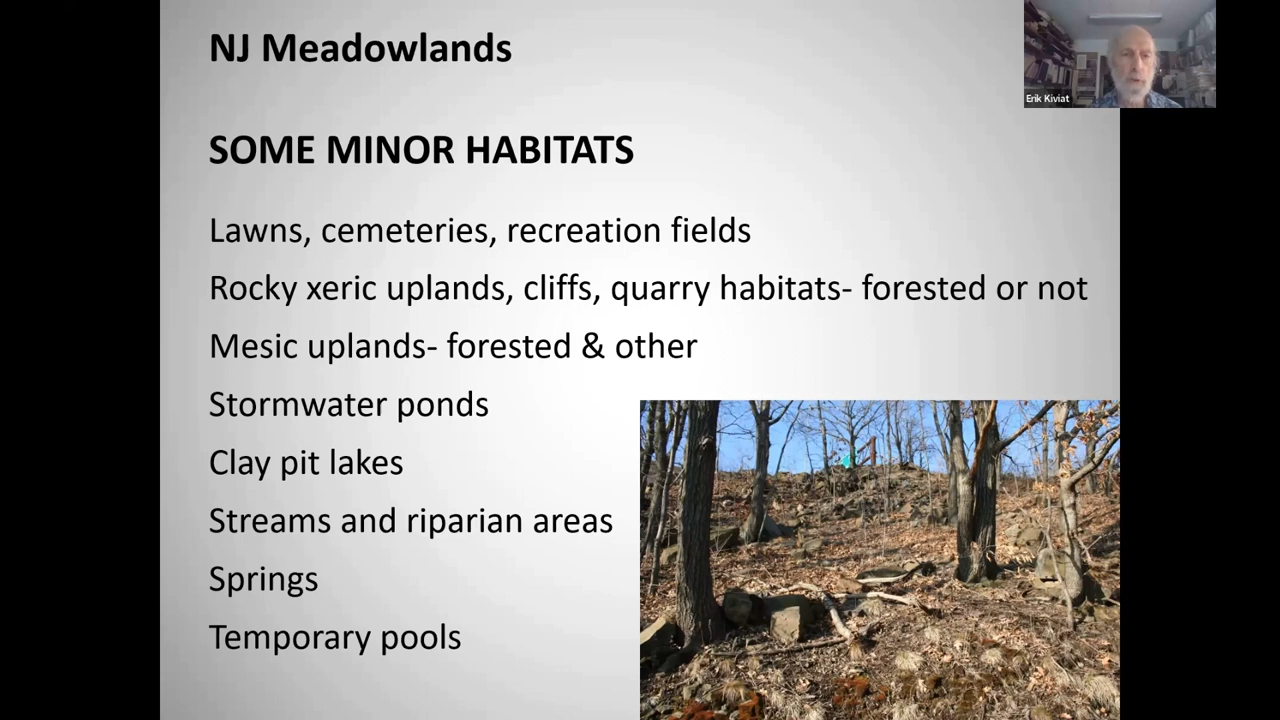 NJ Meadowlands
Erik Kiviat
SOME MINOR HABITATS
Lawns, cemeteries, recreation fields
Rocky xeric uplands, cliffs, quarry habitats- forested or not
Mesic uplands- forested & other
Stormwater ponds
Clay pit lakes
Streams and riparian areas
Springs
Temporary pools